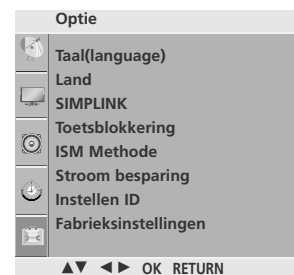 Optie
Taal(language)
Land
SIMPLINK
Toetsblokkering
ISM Methode
Stroom besparing
Instellen ID
Fabrieksinstellingen
▲▼ ◄► OK RETURN